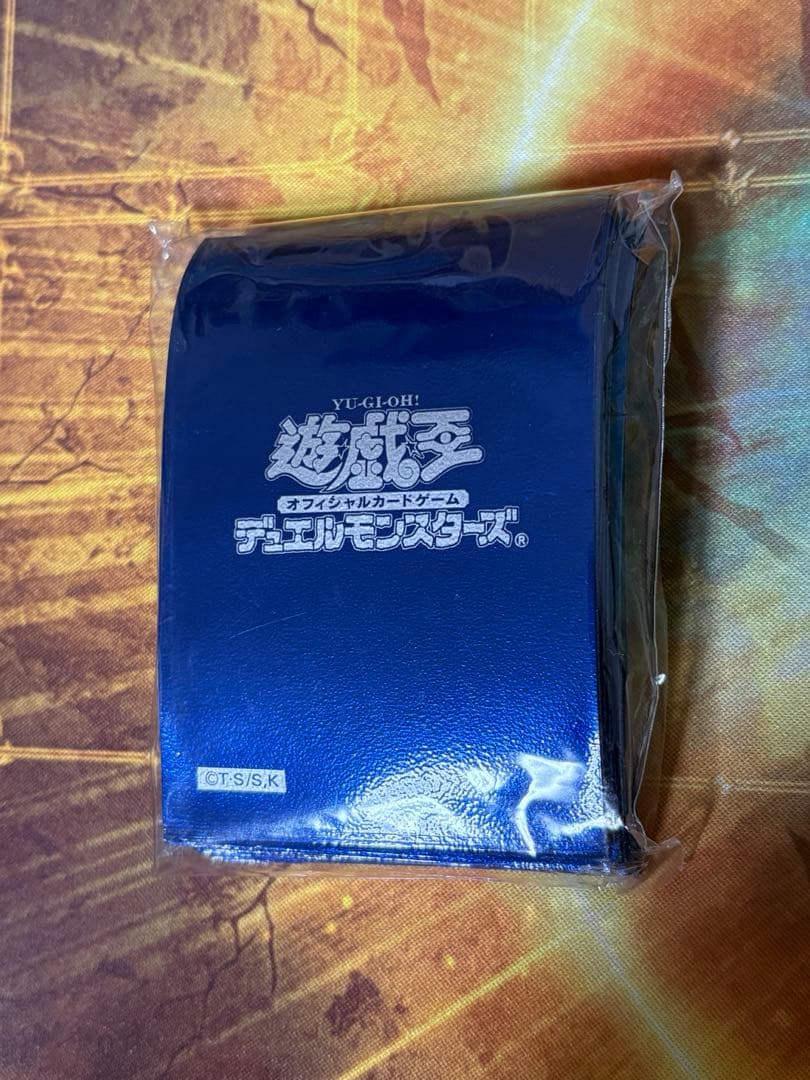 YU-GI-OH!
遊戯王
オフィシャルカードゲーム
デュエルモンスターズ®
©T·S/S,K